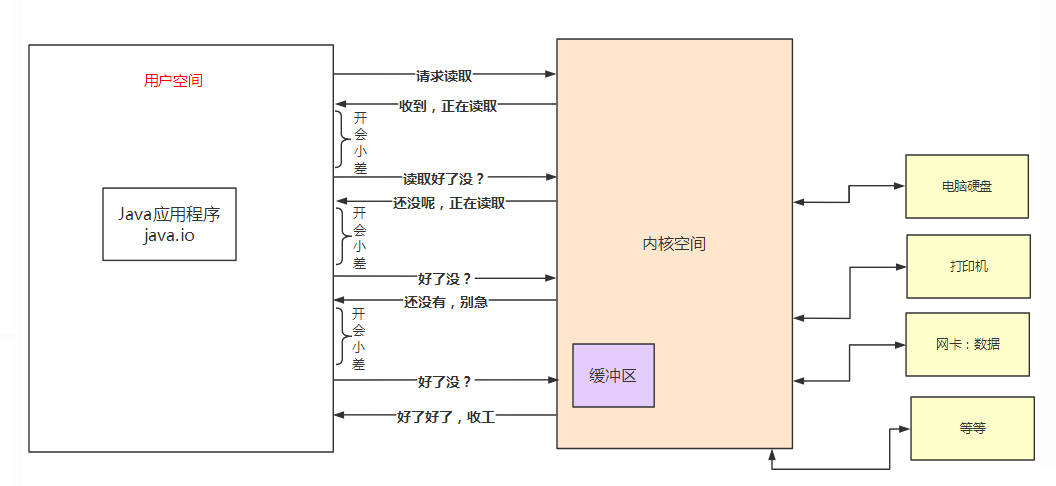 用户空间
Java应用程序
java.io
请求读取
收到，正在读取
开
会
小
差
读取好了没？
还没呢，正在读取
开
会
小
差
好了没？
还没有，别急
开
会
小
差
好了没？
好了好了，收工
内核空间
缓冲区
电脑硬盘
打印机
网卡：数据
等等